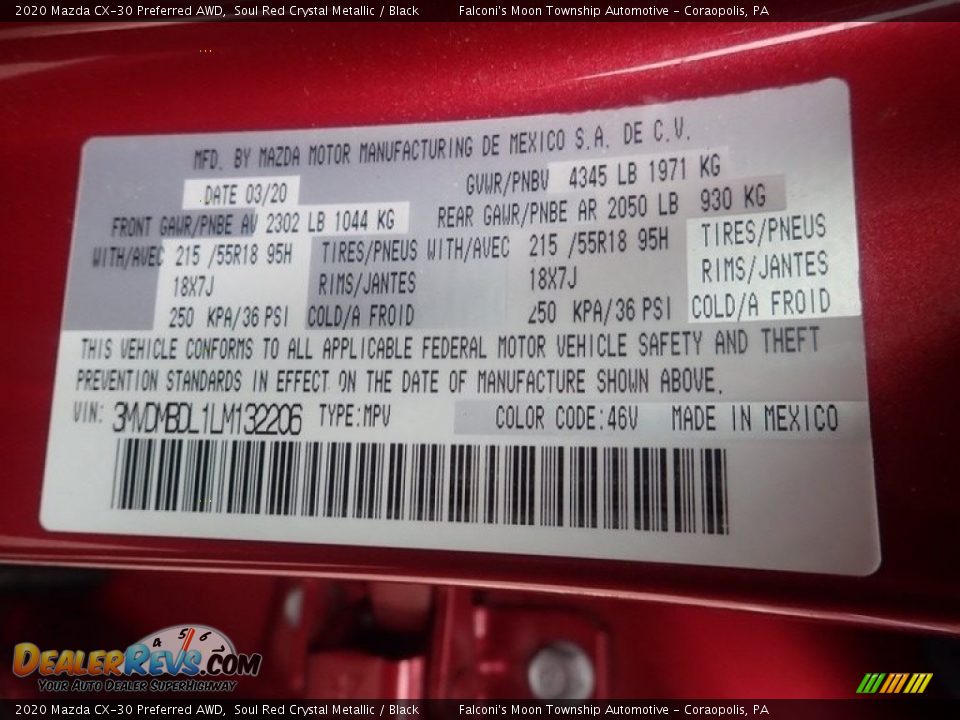 2020 Mazda CX-30 Preferred AWD, Soul Red Crystal Metallic / Black Falconi's Moon Township Automotive - Coraopolis, PA
MFD. BY MAZDA MOTOR MANUFACTURING DE MEXICO S.A. DE C.V.
DATE 03/20 GVWR/PNBV 4345 LB 1971 KG
FRONT GAWR/PNBE AV 2302 LB 1044 KG REAR GAWR/PNBE AR 2050 LB 930 KG
WITH/AVEC 215 /55R18 95H TIRES/PNEUS WITH/AVEC 215 /55R18 95H TIRES/PNEUS
18X7J RIMS/JANTES 18X7J RIMS/JANTES
250 KPA/36 PSI COLD/A FROID 250 KPA/36 PSI COLD/A FROID
THIS VEHICLE CONFORMS TO ALL APPLICABLE FEDERAL MOTOR VEHICLE SAFETY AND THEFT
PREVENTION STANDARDS IN EFFECT ON THE DATE OF MANUFACTURE SHOWN ABOVE.
VIN: 3MVDMBDL1LM132206 TYPE:MPV COLOR CODE:46V MADE IN MEXICO
4 5 6
DEALERREVS.COM
YOUR AUTO DEALER SUPERHIGHWAY
2020 Mazda CX-30 Preferred AWD, Soul Red Crystal Metallic / Black Falconi's Moon Township Automotive - Coraopolis, PA